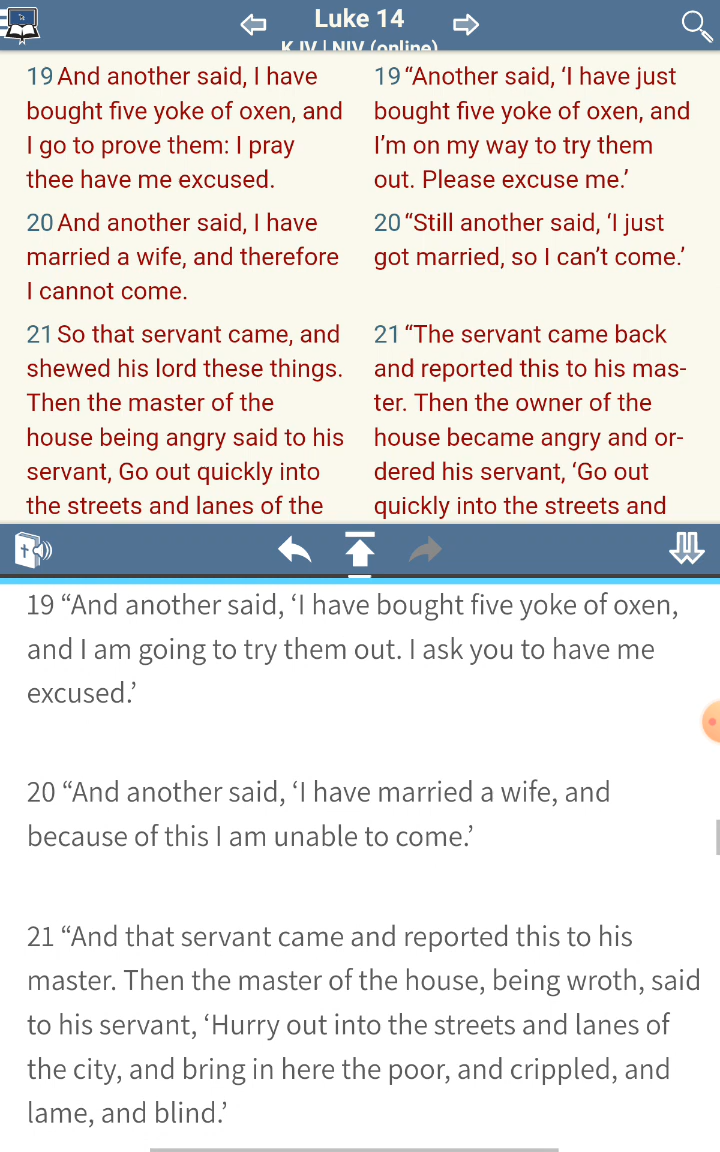 Luke 14
KJV | NIV (online)
19 And another said, I have
bought five yoke of oxen, and
I go to prove them: I pray
thee have me excused.
20 And another said, I have
married a wife, and therefore
I cannot come.
21 So that servant came, and
shewed his lord these things.
Then the master of the
house being angry said to his
servant, Go out quickly into
the streets and lanes of the
19 “Another said, ‘I have just
bought five yoke of oxen, and
I’m on my way to try them
out. Please excuse me.’
20 “Still another said, ‘I just
got married, so I can’t come.’
21 “The servant came back
and reported this to his mas-
ter. Then the owner of the
house became angry and or-
dered his servant, ‘Go out
quickly into the streets and
19 “And another said, ‘I have bought five yoke of oxen,
and I am going to try them out. I ask you to have me
excused.’
20 “And another said, ‘I have married a wife, and
because of this I am unable to come.’
21 “And that servant came and reported this to his
master. Then the master of the house, being wroth, said
to his servant, ‘Hurry out into the streets and lanes of
the city, and bring in here the poor, and crippled, and
lame, and blind.’